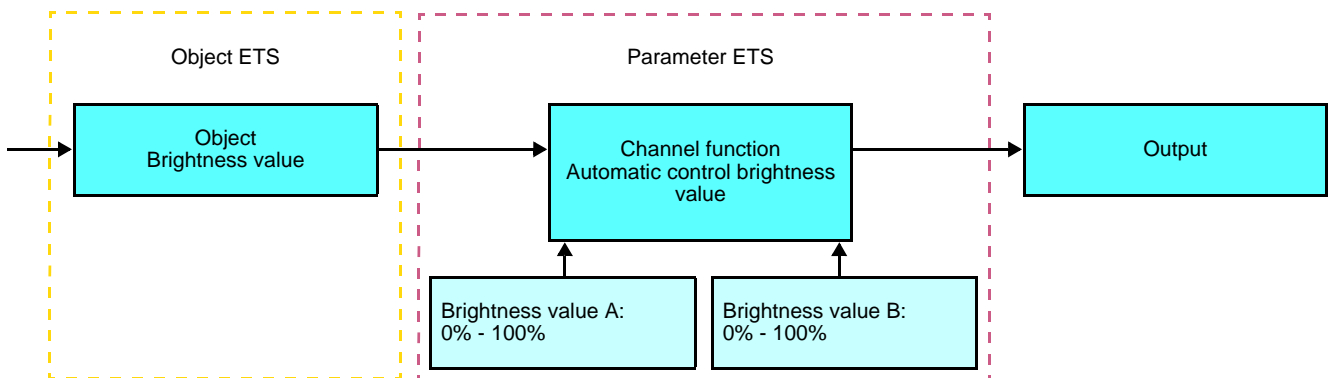 Object ETS
Parameter ETS
Object
Brightness value
Channel function
Automatic control brightness
value
Output
Brightness value A:
0% - 100%
Brightness value B:
0% - 100%